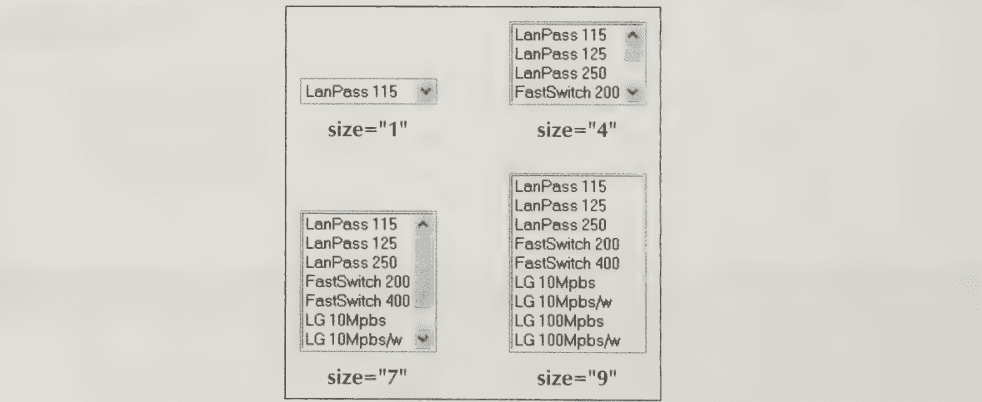 LanPass 115
size="1"
LanPass 115
LanPass 125
LanPass 250
FastSwitch 200
size="4"
LanPass 115
LanPass 125
LanPass 250
FastSwitch 200
FastSwitch 400
LG 10Mpbs
LG 10Mpbs/w
size="7"
LanPass 115
LanPass 125
LanPass 250
FastSwitch 200
FastSwitch 400
LG 10Mpbs
LG 10Mpbs/w
LG 100Mpbs
LG 100Mpbs/w
size="9"